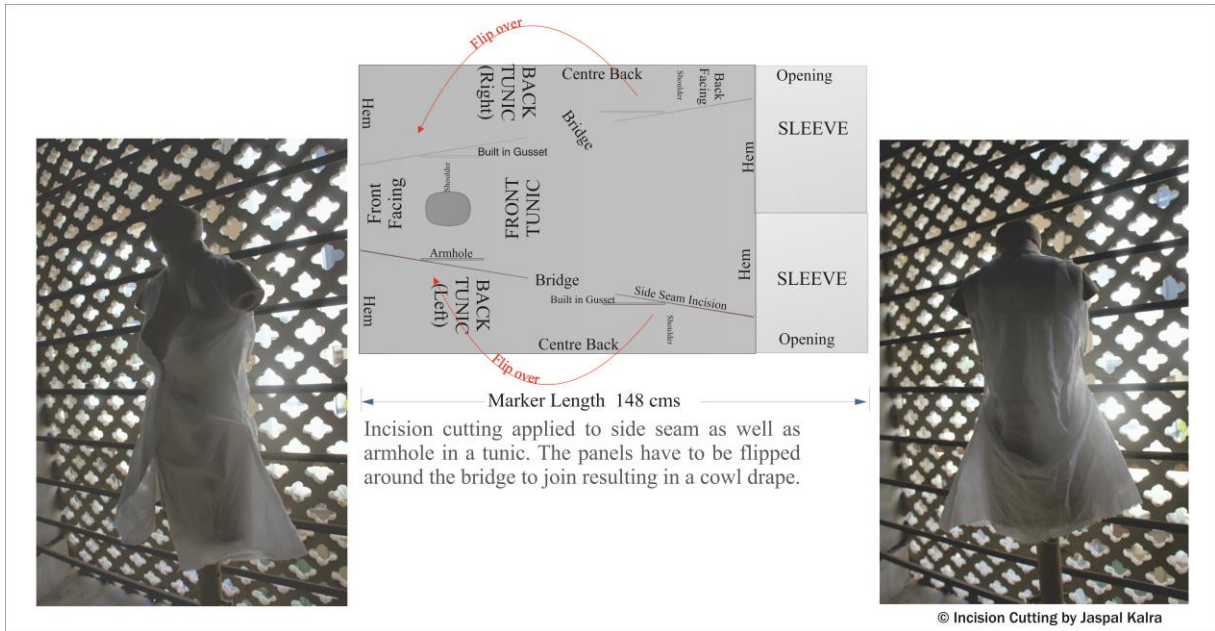 Flip over
Centre Back
Shoulder
Back
Facing
Opening
BACK
TUNIC
(Right)
Hem
Bridge
SLEEVE
Built in Gusset
Hem
Shoulder
Front
Facing
FRONT
TUNIC
Armhole
Hem
Bridge
SLEEVE
Side Seam Incision
Built in Gusset
BACK
TUNIC
(Left)
Hem
Shoulder
Centre Back
Opening
Flip over
Marker Length 148 cms
Incision cutting applied to side seam as well as
armhole in a tunic. The panels have to be flipped
around the bridge to join resulting in a cowl drape.
© Incision Cutting by Jaspal Kalra